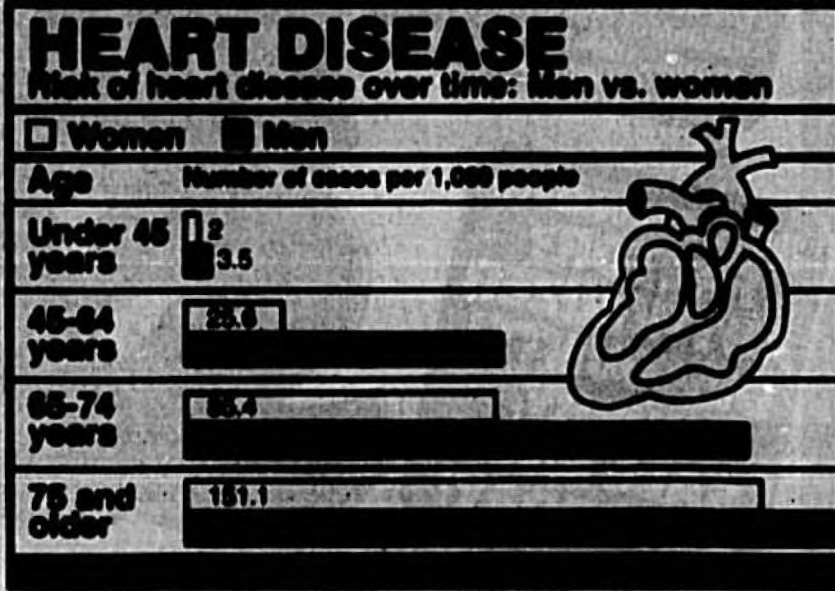 HEART DISEASE
Risk of heart disease over time: Men vs. women
Women Men
Age Number of cases per 1,000 people
Under 45
years
2
3.5
45-64
years
25.6
65-74
years
75 and
older
151.1